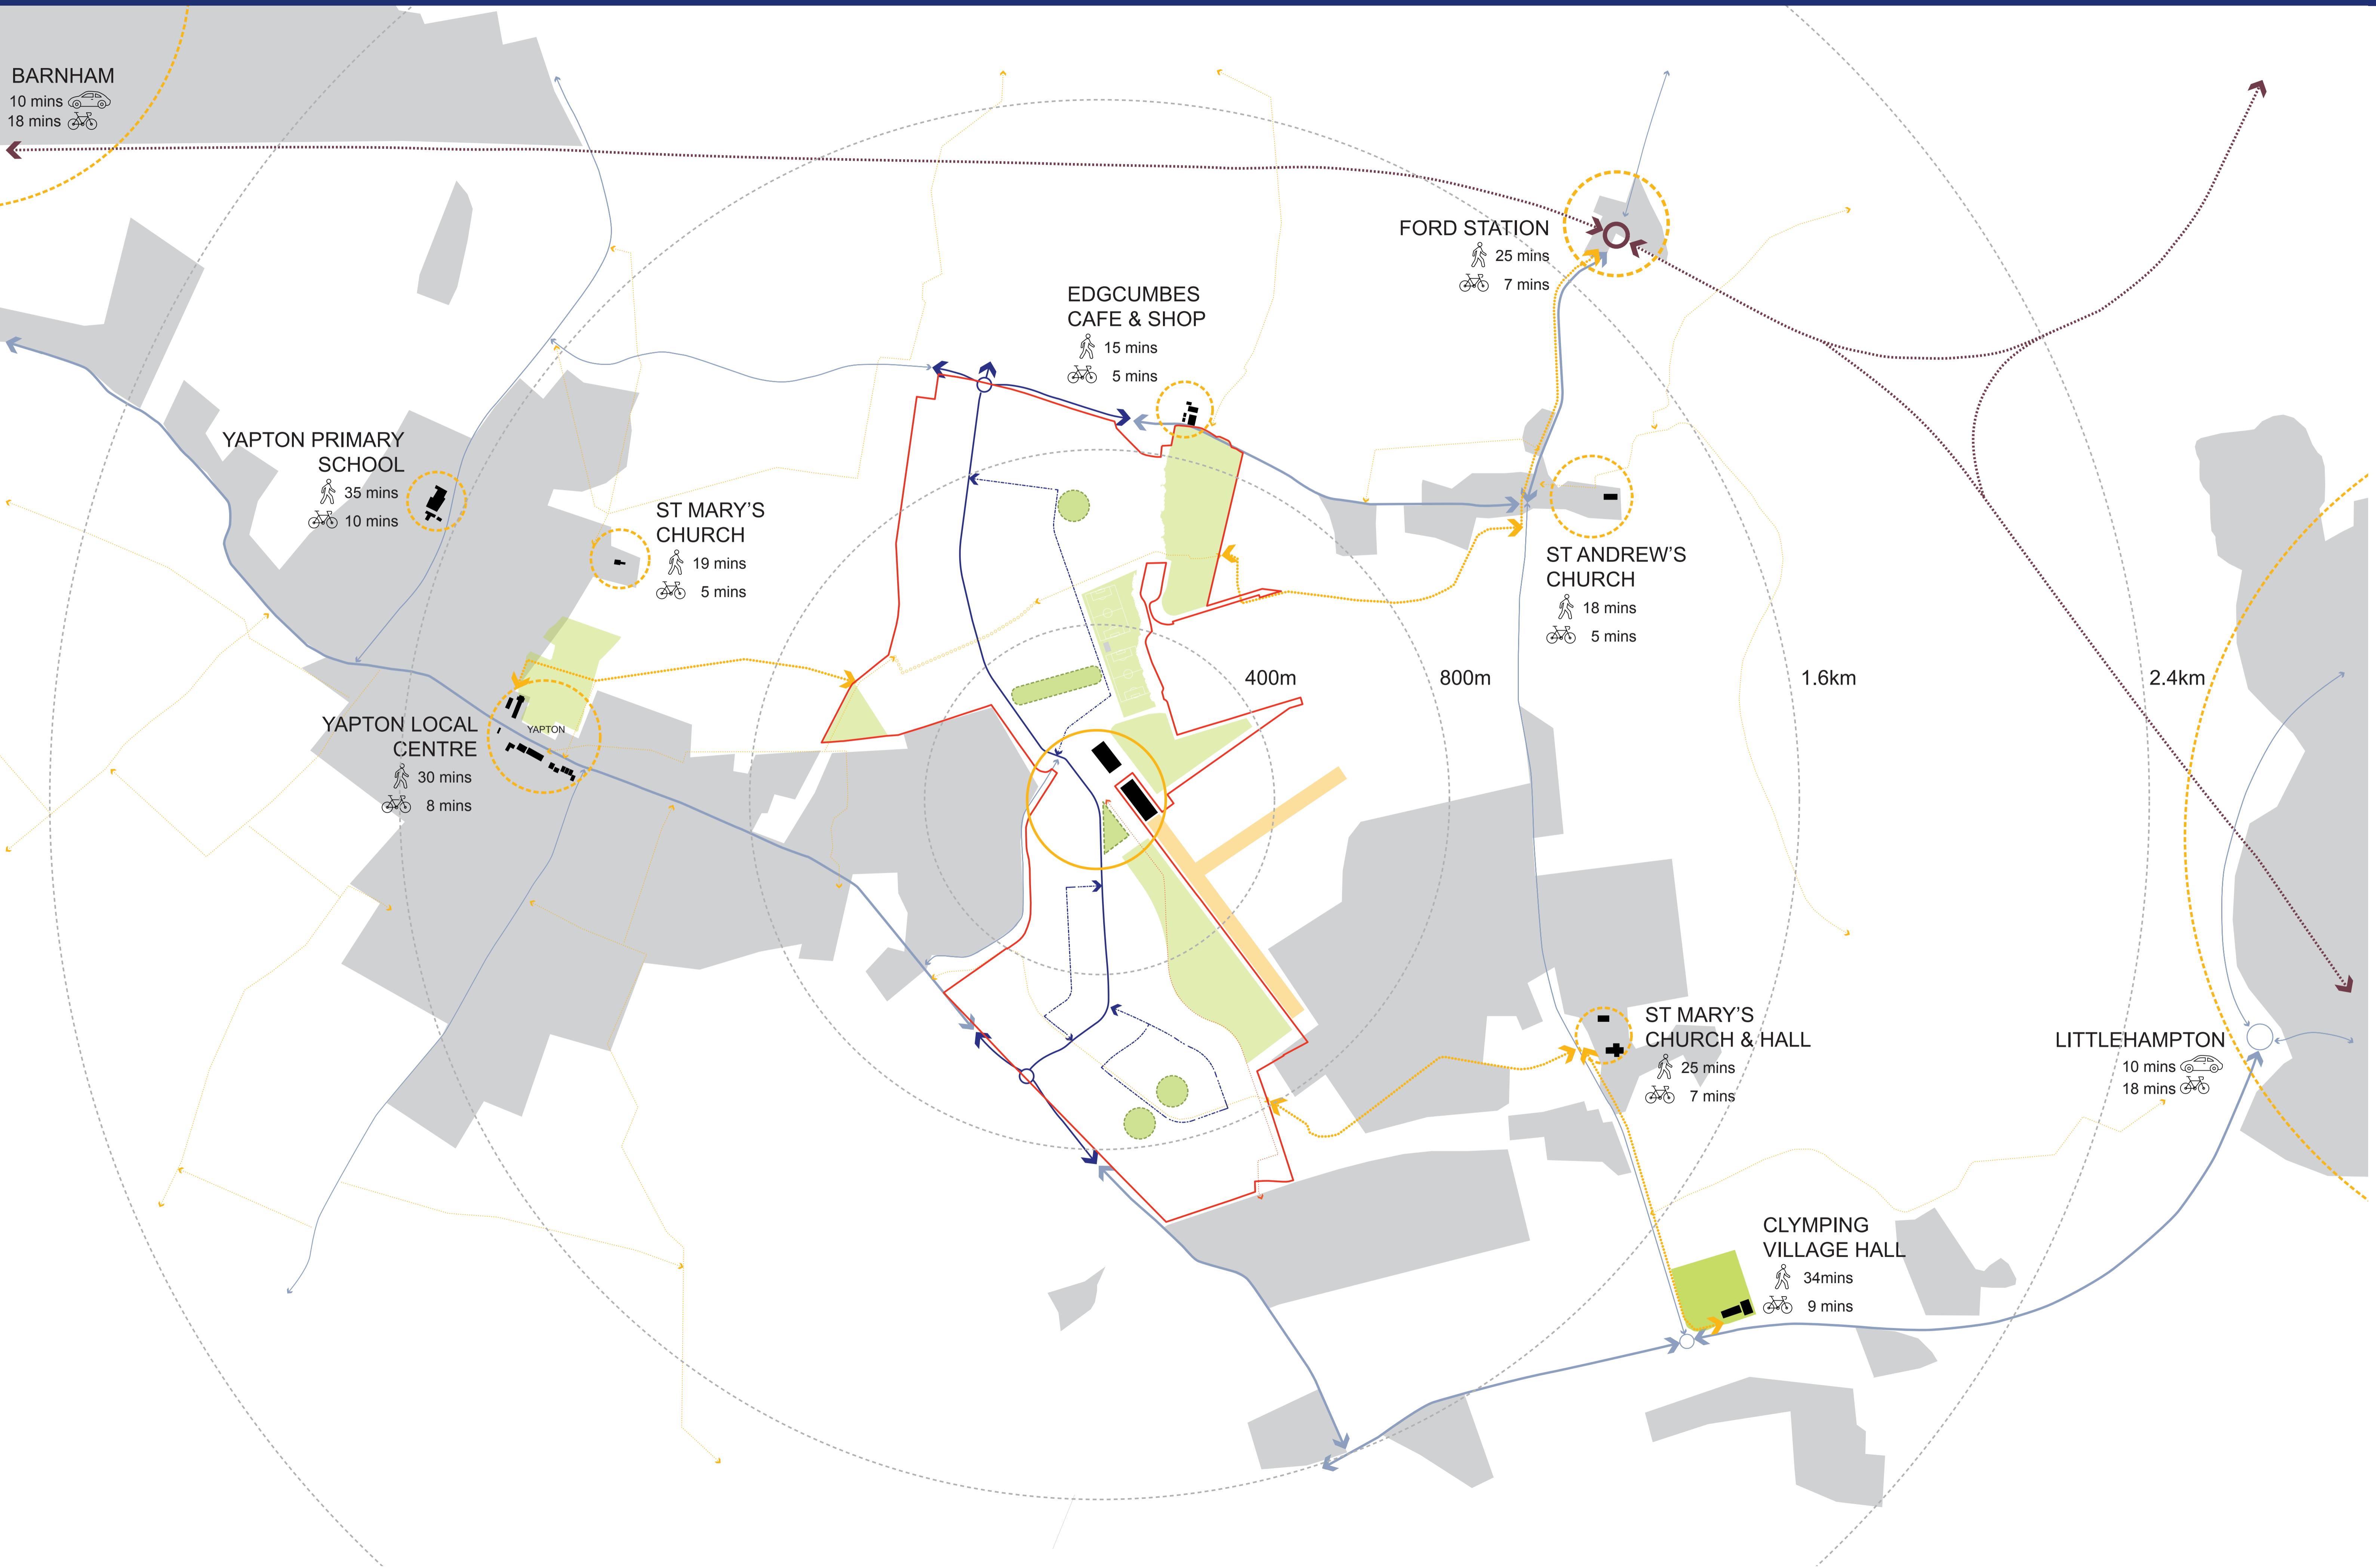 BARNHAM
10 mins
18 mins
FORD STATION
25 mins
7 mins
EDGCUMBES
CAFE & SHOP
15 mins
5 mins
YAPTON PRIMARY
SCHOOL
35 mins
10 mins
ST MARY'S
CHURCH
19 mins
5 mins
ST ANDREW'S
CHURCH
18 mins
5 mins
400m
800m
1.6km
2.4km
YAPTON LOCAL
CENTRE
30 mins
8 mins
YAPTON
ST MARY'S
CHURCH & HALL
25 mins
7 mins
LITTLEHAMPTON
10 mins
18 mins
CLYMPING
VILLAGE HALL
34mins
9 mins